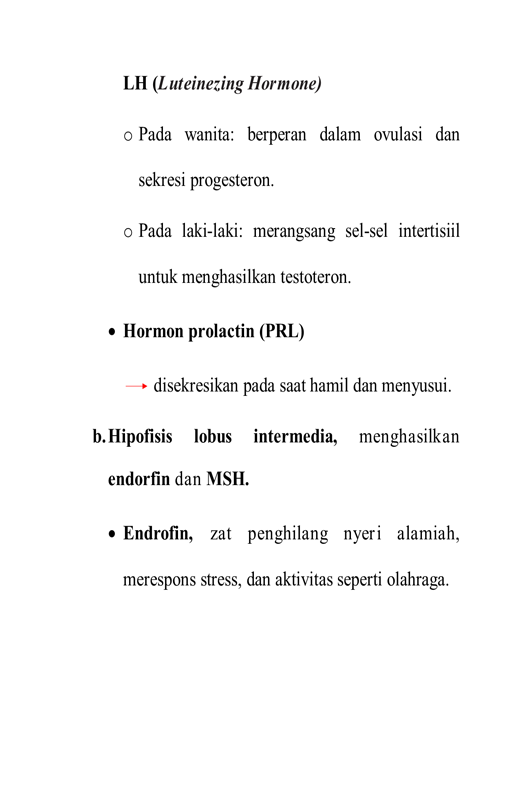 LH (Luteinezing Hormone)
o Pada wanita: berperan dalam ovulasi dan
sekresi progesteron.
o Pada laki-laki: merangsang sel-sel intertisiil
untuk menghasilkan testoteron.
• Hormon prolactin (PRL)
→ disekresikan pada saat hamil dan menyusui.
b. Hipofisis lobus intermedia, menghasilkan
endorfin dan MSH.
• Endrofin, zat penghilang nyeri alamiah,
merespons stress, dan aktivitas seperti olahraga.